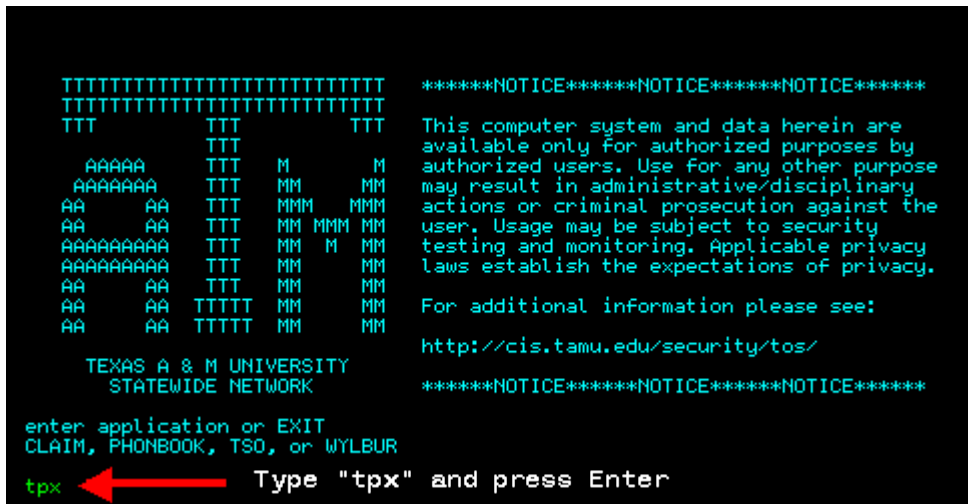 TTTTTTTTTTTTTTTTTTTTTTTTTTT
TTTTTTTTTTTTTTTTTTTTTTTTTTT
TTT         TTT         TTT
            TTT
  AAAAA     TTT   M       M
 AAAAAAA    TTT   MM     MM
AA     AA   TTT   MMM   MMM
AA     AA   TTT   MM MMM MM
AAAAAAAAA   TTT   MM  M  MM
AAAAAAAAA   TTT   MM     MM
AA     AA   TTT   MM     MM
AA     AA  TTTTT  MM     MM
AA     AA  TTTTT  MM     MM
TEXAS A & M UNIVERSITY
STATEWIDE NETWORK
******NOTICE******NOTICE******NOTICE******
This computer system and data herein are
available only for authorized purposes by
authorized users. Use for any other purpose
may result in administrative/disciplinary
actions or criminal prosecution against the
user. Usage may be subject to security
testing and monitoring. Applicable privacy
laws establish the expectations of privacy.
For additional information please see:
http://cis.tamu.edu/security/tos/
******NOTICE******NOTICE******NOTICE******
enter application or EXIT
CLAIM, PHONBOOK, TSO, or WYLBUR
tpx
Type "tpx" and press Enter